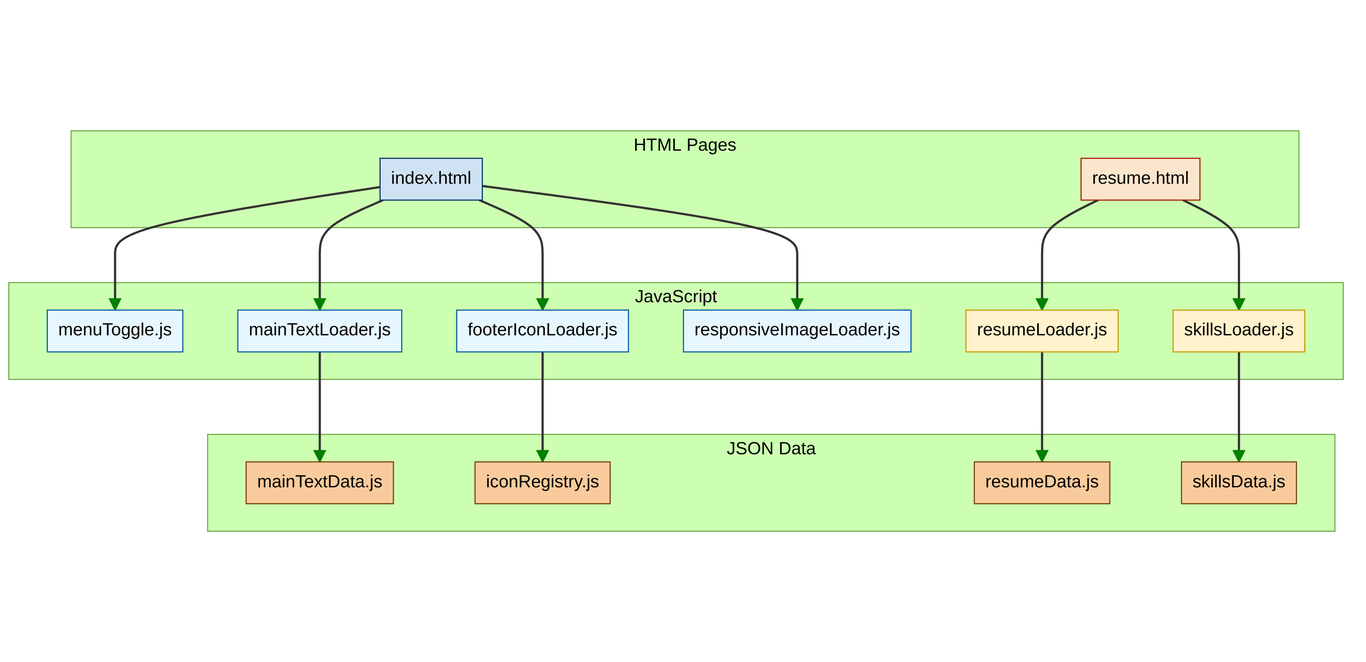 HTML Pages
index.html
resume.html
JavaScript
menuToggle.js
mainTextLoader.js
footerIconLoader.js
responsiveImageLoader.js
resumeLoader.js
skillsLoader.js
JSON Data
mainTextData.js
iconRegistry.js
resumeData.js
skillsData.js